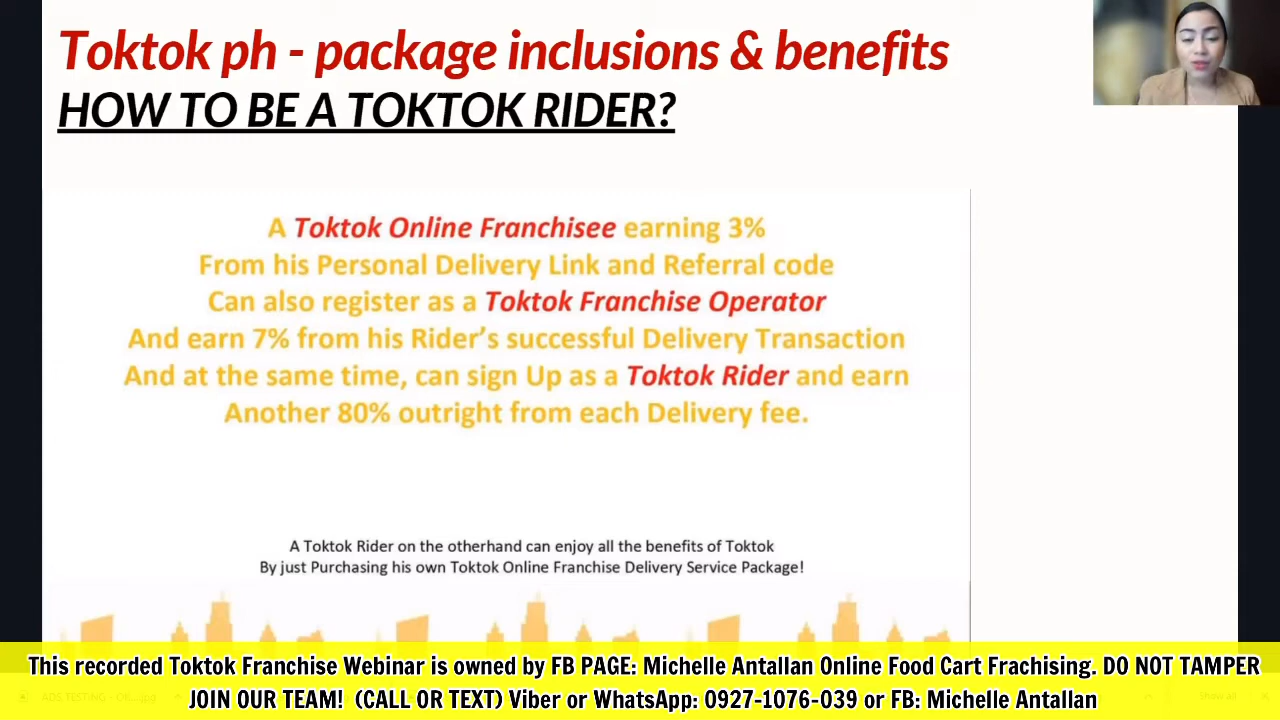 Toktok ph - package inclusions & benefits
HOW TO BE A TOKTOK RIDER?
A Toktok Online Franchisee earning 3%
From his Personal Delivery Link and Referral code
Can also register as a Toktok Franchise Operator
And earn 7% from his Rider's successful Delivery Transaction
And at the same time, can sign Up as a Toktok Rider and earn
Another 80% outright from each Delivery fee.
A Toktok Rider on the otherhand can enjoy all the benefits of Toktok
By just Purchasing his own Toktok Online Franchise Delivery Service Package!
This recorded Toktok Franchise Webinar is owned by FB PAGE: Michelle Antallan Online Food Cart Frachising. DO NOT TAMPER
JOIN OUR TEAM! (CALL OR TEXT) Viber or WhatsApp: 0927-1076-039 or FB: Michelle Antallan
Show all